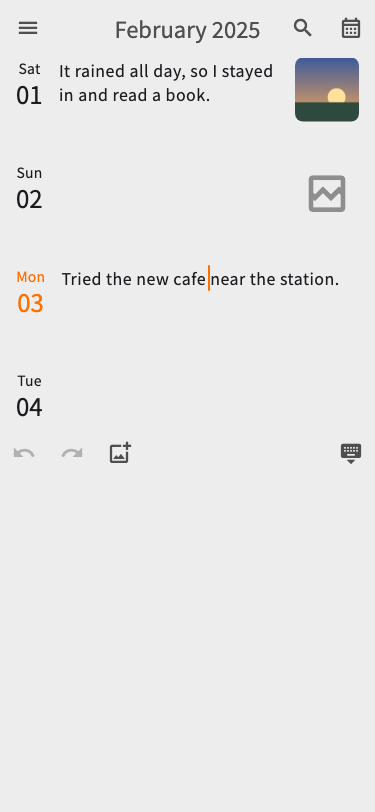 February 2025
Sat
01
It rained all day, so I stayed
in and read a book.
Sun
02
Mon
03
Tried the new cafe near the station.
Tue
04